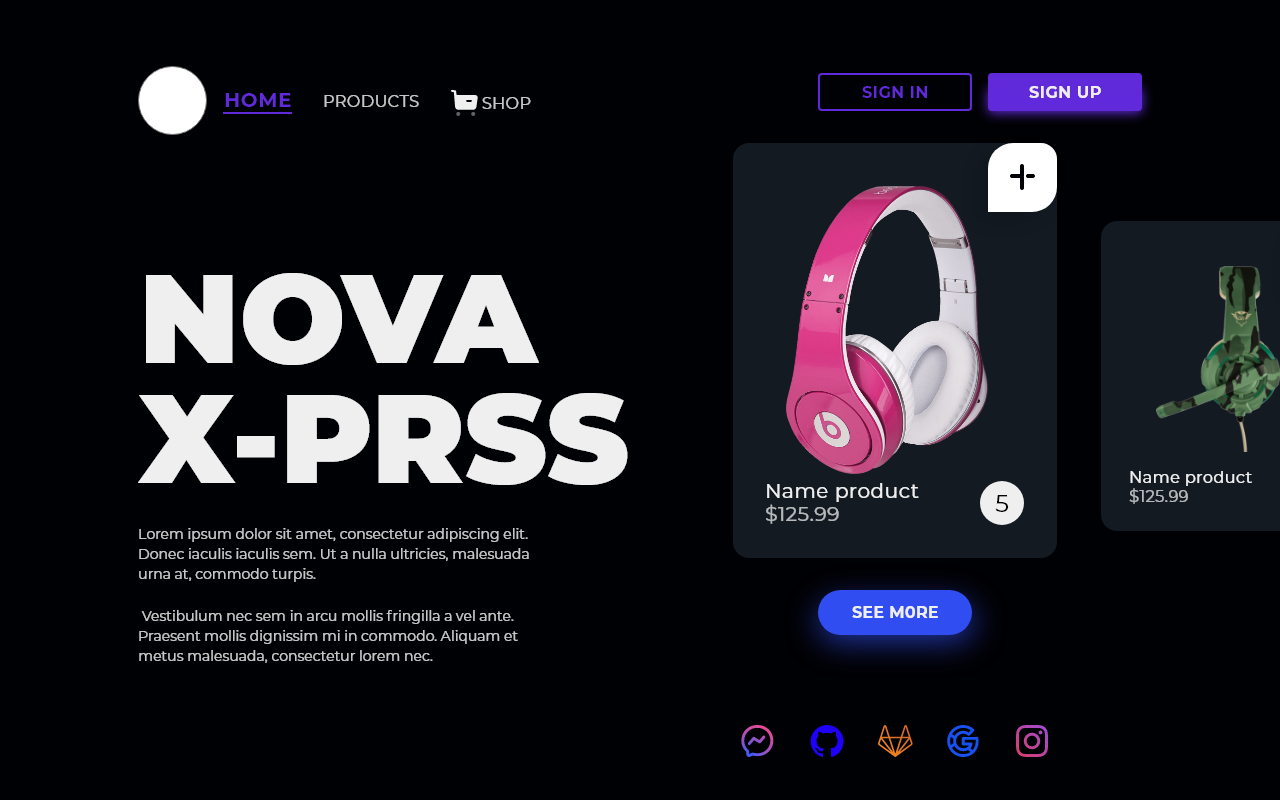 HOME PRODUCTS SHOP SIGN IN SIGN UP
NOVA
X-PRSS
Lorem ipsum dolor sit amet, consectetur adipiscing elit.
Donec iaculis iaculis sem. Ut a nulla ultricies, malesuada
urna at, commodo turpis.
Vestibulum nec sem in arcu mollis fringilla a vel ante.
Praesent mollis dignissim mi in commodo. Aliquam et
metus malesuada, consectetur lorem nec.
b
Name product
$125.99
5
Name product
$125.99
SEE MORE